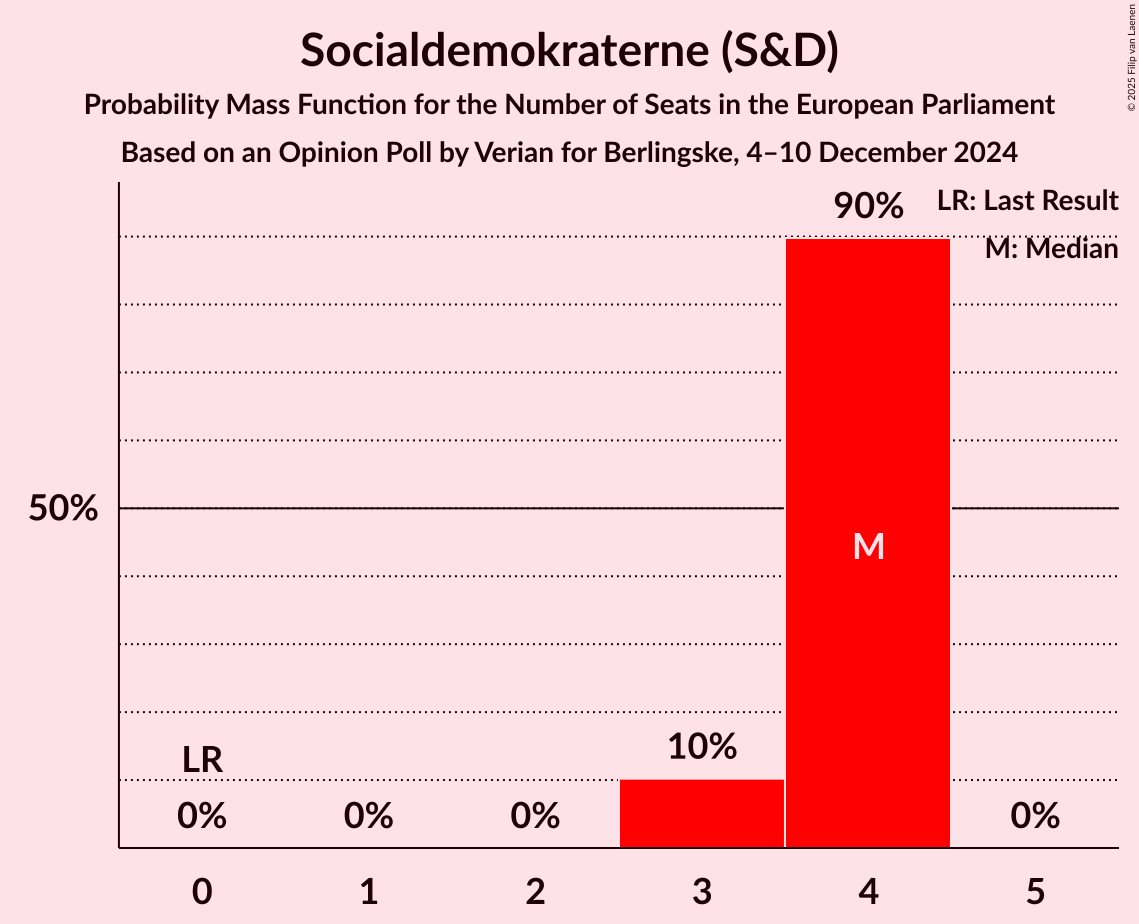 Socialdemokraterne (S&D)
Probability Mass Function for the Number of Seats in the European Parliament
Based on an Opinion Poll by Verian for Berlingske, 4–10 December 2024
© 2025 Filip van Laenen
90%
LR: Last Result
M: Median
50%
M
10%
LR
0%
0%
0%
0%
0
1
2
3
4
5